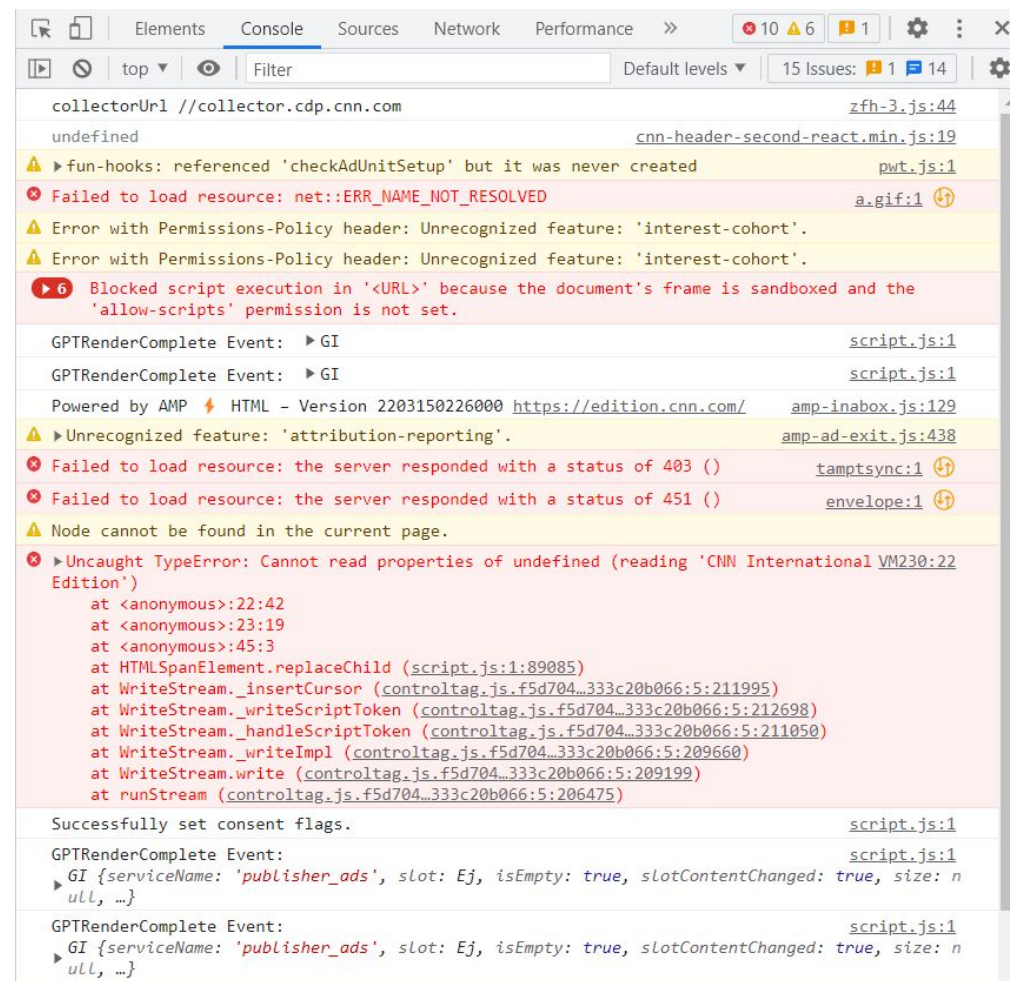 Elements Console Sources Network Performance » 10 6 1
top ▼ Filter Default levels ▼ 15 Issues: 1 14
collectorUrl //collector.cdp.cnn.com zfh-3.js:44
undefined cnn-header-second-react.min.js:19
▶fun-hooks: referenced 'checkAdUnitSetup' but it was never created pwt.js:1
Failed to load resource: net::ERR_NAME_NOT_RESOLVED a.gif:1
Error with Permissions-Policy header: Unrecognized feature: 'interest-cohort'.
Error with Permissions-Policy header: Unrecognized feature: 'interest-cohort'.
▶6 Blocked script execution in '<URL>' because the document's frame is sandboxed and the
'allow-scripts' permission is not set.
GPTRenderComplete Event: ▶GI script.js:1
GPTRenderComplete Event: ▶GI script.js:1
Powered by AMP ⚡ HTML – Version 2203150226000 https://edition.cnn.com/ amp-inabox.js:129
▶Unrecognized feature: 'attribution-reporting'. amp-ad-exit.js:438
Failed to load resource: the server responded with a status of 403 () tamptsync:1
Failed to load resource: the server responded with a status of 451 () envelope:1
Node cannot be found in the current page.
▶Uncaught TypeError: Cannot read properties of undefined (reading 'CNN International VM230:22
Edition')
at <anonymous>:22:42
at <anonymous>:23:19
at <anonymous>:45:3
at HTMLSpanElement.replaceChild (script.js:1:89085)
at WriteStream._insertCursor (controltag.js.f5d704…333c20b066:5:211995)
at WriteStream._writeScriptToken (controltag.js.f5d704…333c20b066:5:212698)
at WriteStream._handleScriptToken (controltag.js.f5d704…333c20b066:5:211050)
at WriteStream._writeImpl (controltag.js.f5d704…333c20b066:5:209660)
at WriteStream.write (controltag.js.f5d704…333c20b066:5:209199)
at runStream (controltag.js.f5d704…333c20b066:5:206475)
Successfully set consent flags. script.js:1
GPTRenderComplete Event: script.js:1
▶ GI {serviceName: 'publisher_ads', slot: Ej, isEmpty: true, slotContentChanged: true, size: n
ull, …}
GPTRenderComplete Event: script.js:1
▶ GI {serviceName: 'publisher_ads', slot: Ej, isEmpty: true, slotContentChanged: true, size: n
ull, …}